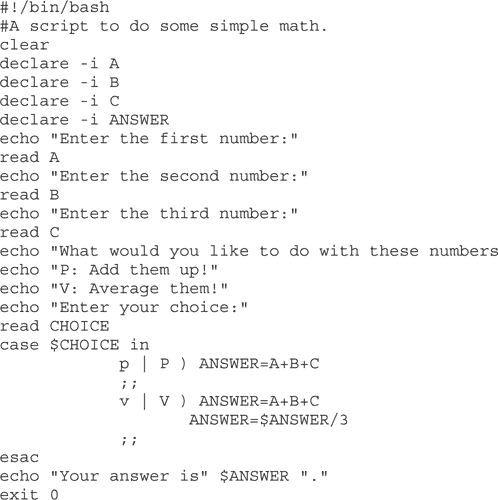 #!/bin/bash
#A script to do some simple math.
clear
declare -i A
declare -i B
declare -i C
declare -i ANSWER
echo "Enter the first number:"
read A
echo "Enter the second number:"
read B
echo "Enter the third number:"
read C
echo "What would you like to do with these numbers
echo "P: Add them up!"
echo "V: Average them!"
echo "Enter your choice:"
read CHOICE
case $CHOICE in
p | P ) ANSWER=A+B+C
;;
v | V ) ANSWER=A+B+C
ANSWER=$ANSWER/3
;;
esac
echo "Your answer is" $ANSWER "."
exit 0